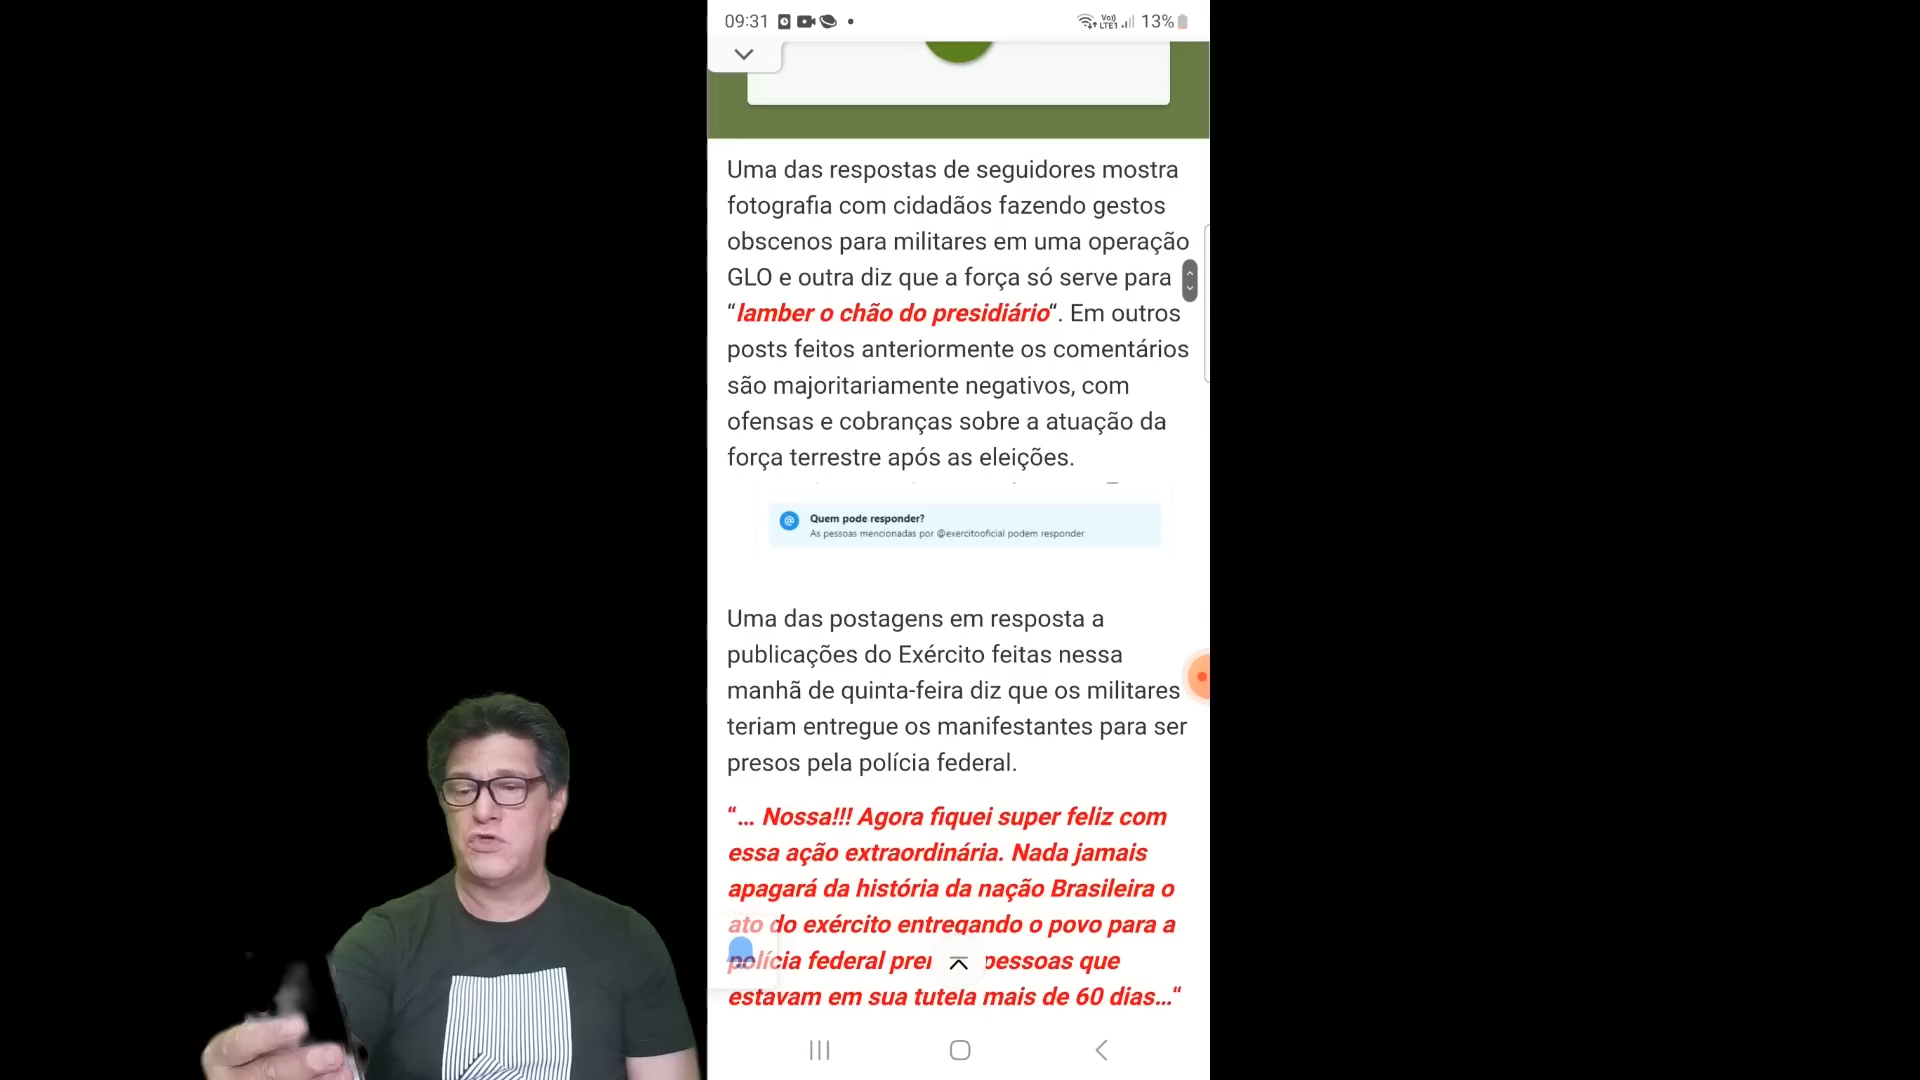 09:31
Vo)) LTE1 13%
Uma das respostas de seguidores mostra
fotografia com cidadãos fazendo gestos
obscenos para militares em uma operação
GLO e outra diz que a força só serve para
“lamber o chão do presidiário“. Em outros
posts feitos anteriormente os comentários
são majoritariamente negativos, com
ofensas e cobranças sobre a atuação da
força terrestre após as eleições.
Quem pode responder?
As pessoas mencionadas por @exercitooficial podem responder
Uma das postagens em resposta a
publicações do Exército feitas nessa
manhã de quinta-feira diz que os militares
teriam entregue os manifestantes para ser
presos pela polícia federal.
“… Nossa!!! Agora fiquei super feliz com
essa ação extraordinária. Nada jamais
apagará da história da nação Brasileira o
ato do exército entregando o povo para a
polícia federal pessoas que
estavam em sua tutela mais de 60 dias…“